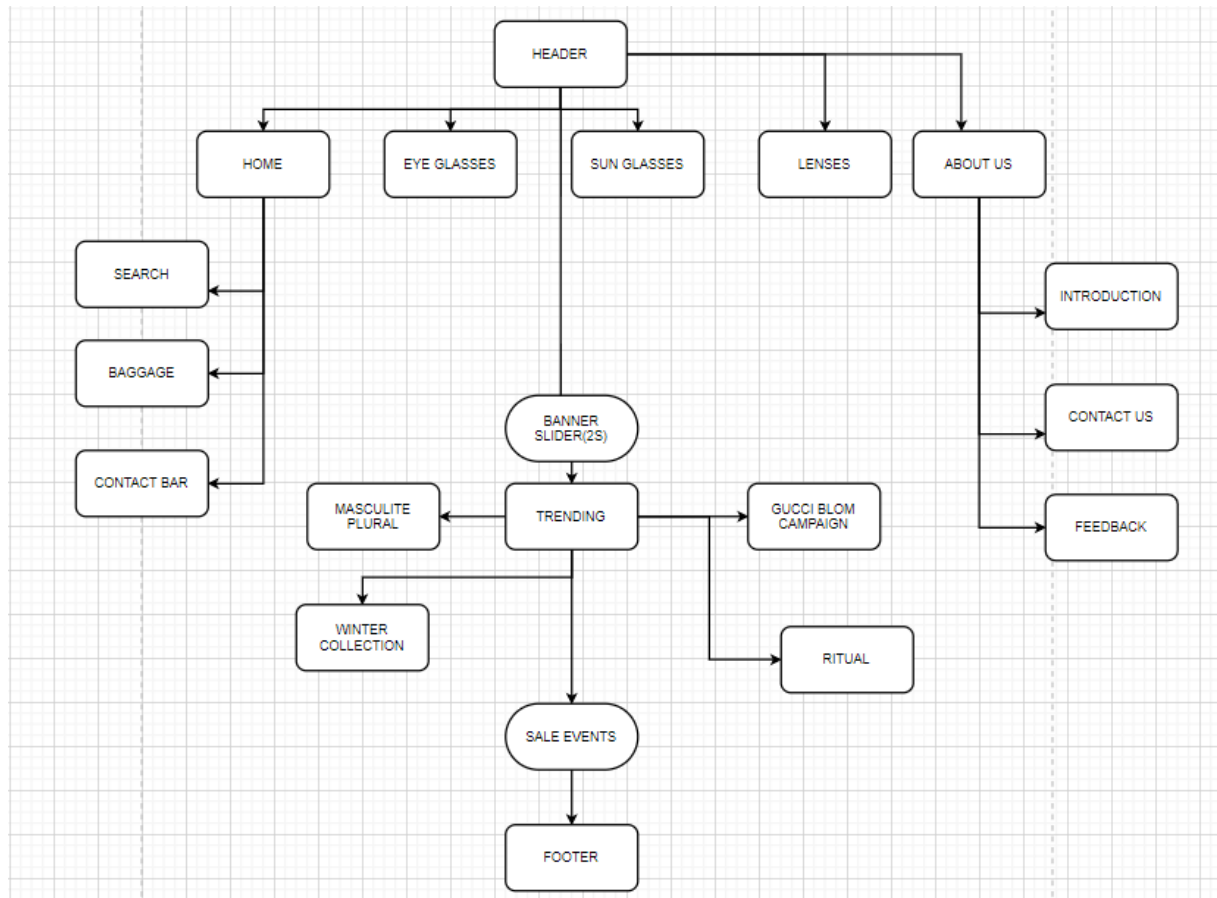 HEADER
HOME
EYE GLASSES
SUN GLASSES
LENSES
ABOUT US
SEARCH
INTRODUCTION
BAGGAGE
BANNER
SLIDER(2S)
CONTACT US
CONTACT BAR
MASCULITE
PLURAL
TRENDING
GUCCI BLOM
CAMPAIGN
FEEDBACK
WINTER
COLLECTION
RITUAL
SALE EVENTS
FOOTER